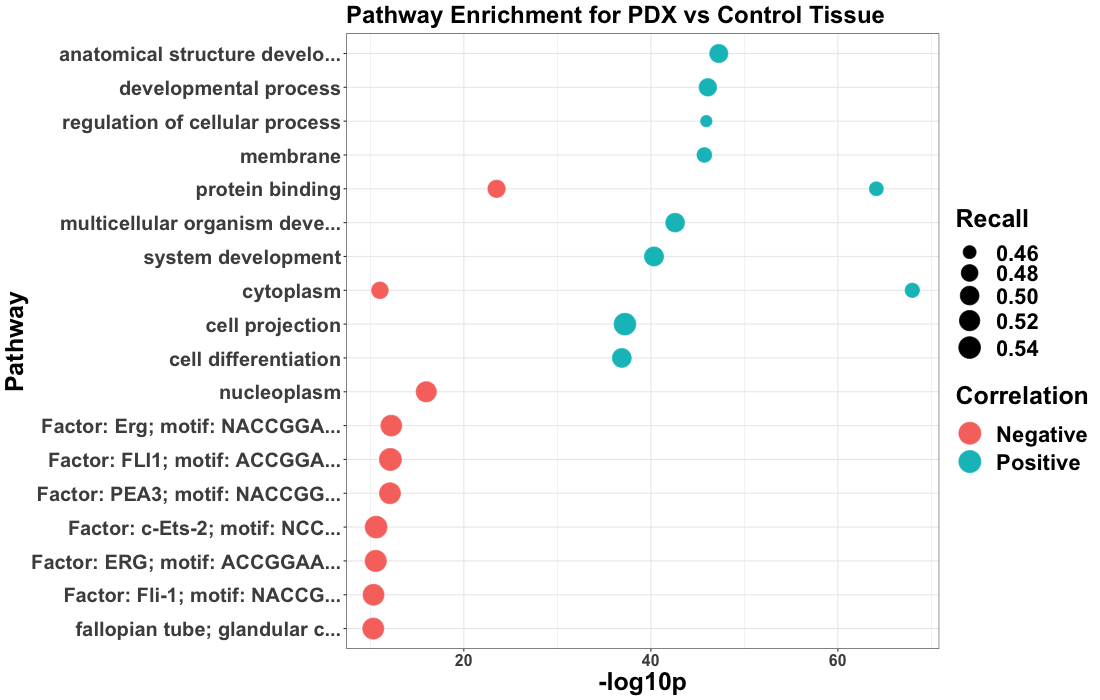 Pathway Enrichment for PDX vs Control Tissue
Pathway
anatomical structure develo...
developmental process
regulation of cellular process
membrane
protein binding
multicellular organism deve...
system development
cytoplasm
cell projection
cell differentiation
nucleoplasm
Factor: Erg; motif: NACCGGA...
Factor: FLI1; motif: ACCGGA...
Factor: PEA3; motif: NACCGG...
Factor: c-Ets-2; motif: NCC...
Factor: ERG; motif: ACCGGAA...
Factor: Fli-1; motif: NACCG...
fallopian tube; glandular c...
20 40 60
-log10p
Recall
0.46
0.48
0.50
0.52
0.54
Correlation
Negative
Positive